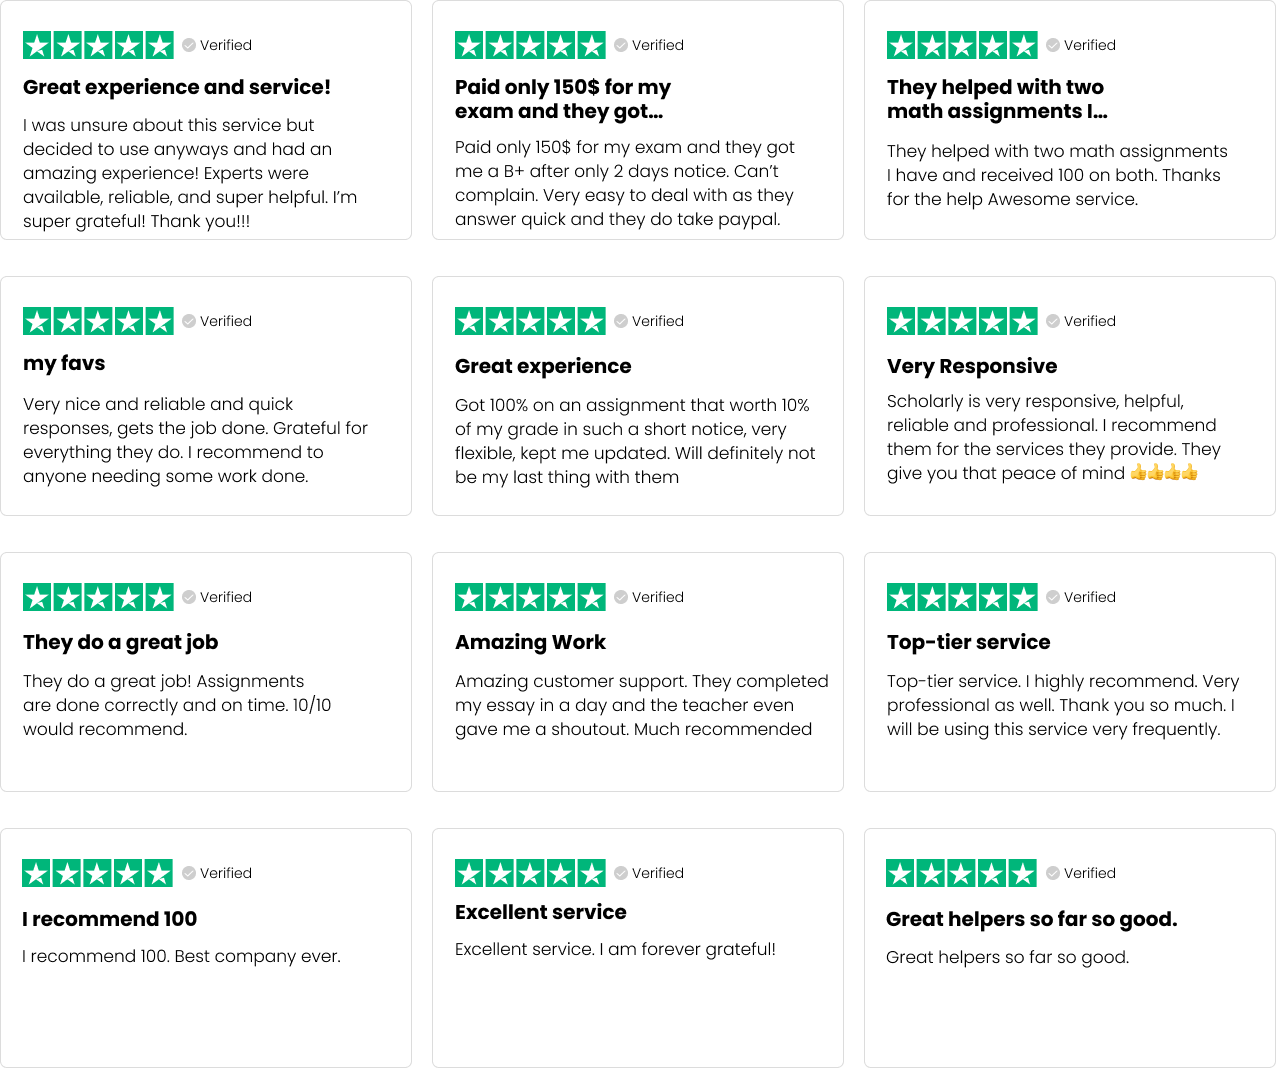 Verified
Great experience and service!
I was unsure about this service but
decided to use anyways and had an
amazing experience! Experts were
available, reliable, and super helpful. I’m
super grateful! Thank you!!!
Verified
Paid only 150$ for my
exam and they got...
Paid only 150$ for my exam and they got
me a B+ after only 2 days notice. Can’t
complain. Very easy to deal with as they
answer quick and they do take paypal.
Verified
They helped with two
math assignments I...
They helped with two math assignments
I have and received 100 on both. Thanks
for the help Awesome service.
Verified
my favs
Very nice and reliable and quick
responses, gets the job done. Grateful for
everything they do. I recommend to
anyone needing some work done.
Verified
Great experience
Got 100% on an assignment that worth 10%
of my grade in such a short notice, very
flexible, kept me updated. Will definitely not
be my last thing with them
Verified
Very Responsive
Scholarly is very responsive, helpful,
reliable and professional. I recommend
them for the services they provide. They
give you that peace of mind 👍👍👍👍
Verified
They do a great job
They do a great job! Assignments
are done correctly and on time. 10/10
would recommend.
Verified
Amazing Work
Amazing customer support. They completed
my essay in a day and the teacher even
gave me a shoutout. Much recommended
Verified
Top-tier service
Top-tier service. I highly recommend. Very
professional as well. Thank you so much. I
will be using this service very frequently.
Verified
I recommend 100
I recommend 100. Best company ever.
Verified
Excellent service
Excellent service. I am forever grateful!
Verified
Great helpers so far so good.
Great helpers so far so good.